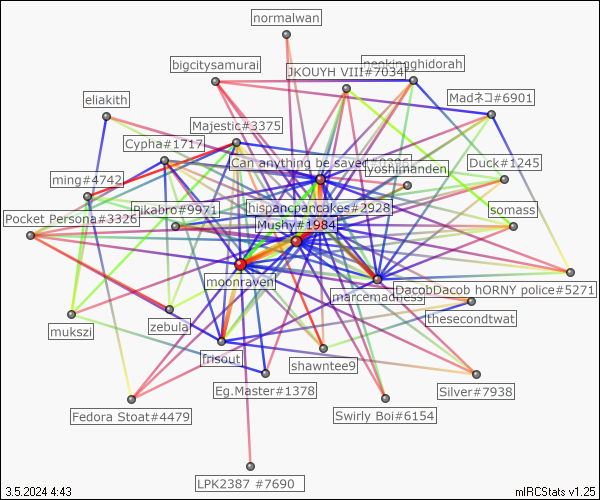 normalwan
bigcitysamurai
JKOUYH VIII#7034
eliakith
Madネコ#6901
Majestic#3375
Cypha#1717
Can anything be saved
Duck#1245
yoshimanden
ming#4742
Pikabro#9971
hispancpancakes#2928
somass
Pocket Persona#3326
Mushy#1984
moonraven
marcemadness
DacobDacob hORNY police#5271
mukszi
zebula
thesecondtwat
frisout
shawntee9
Eg.Master#1378
Silver#7938
Fedora Stoat#4479
Swirly Boi#6154
LPK2387 #7690
3.5.2024 4:43
mIRCStats v1.25